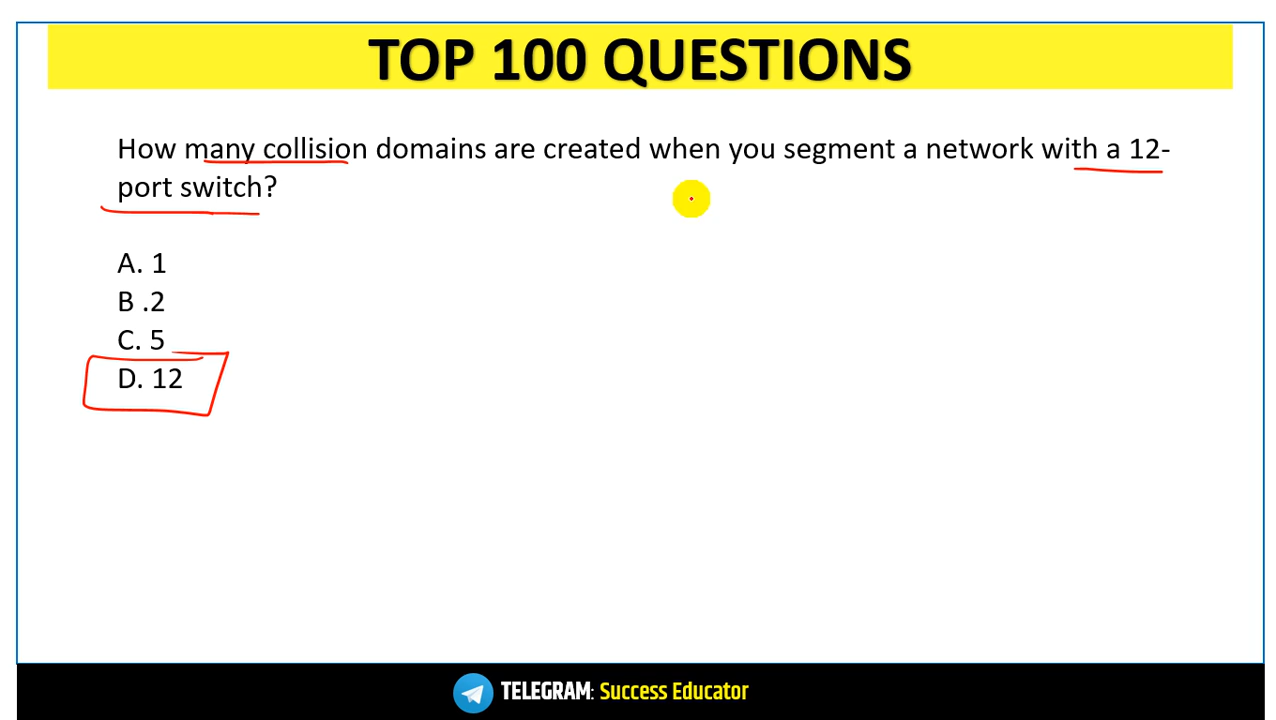 TOP 100 QUESTIONS
How many collision domains are created when you segment a network with a 12-
port switch?
A. 1
B .2
C. 5
D. 12
TELEGRAM: Success Educator